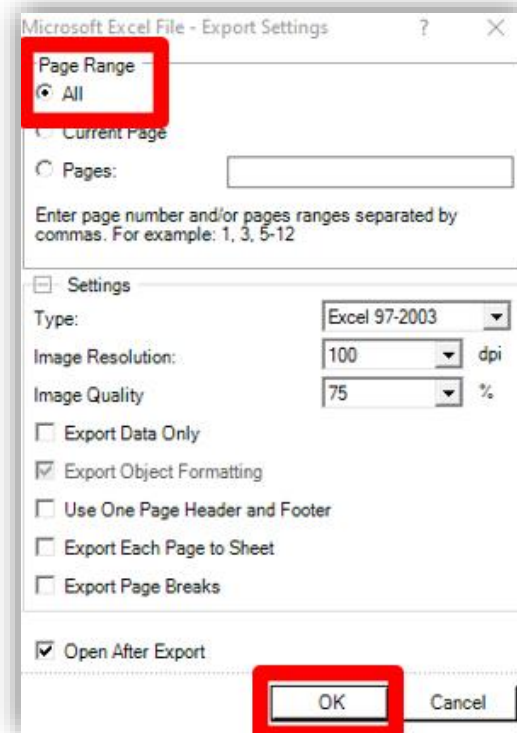 Microsoft Excel File - Export Settings ? ×
Page Range
All
Current Page
Pages:
Enter page number and/or pages ranges separated by
commas. For example: 1, 3, 5-12
Settings
Type: Excel 97-2003
Image Resolution: 100 dpi
Image Quality 75 %
Export Data Only
Export Object Formatting
Use One Page Header and Footer
Export Each Page to Sheet
Export Page Breaks
Open After Export
OK Cancel